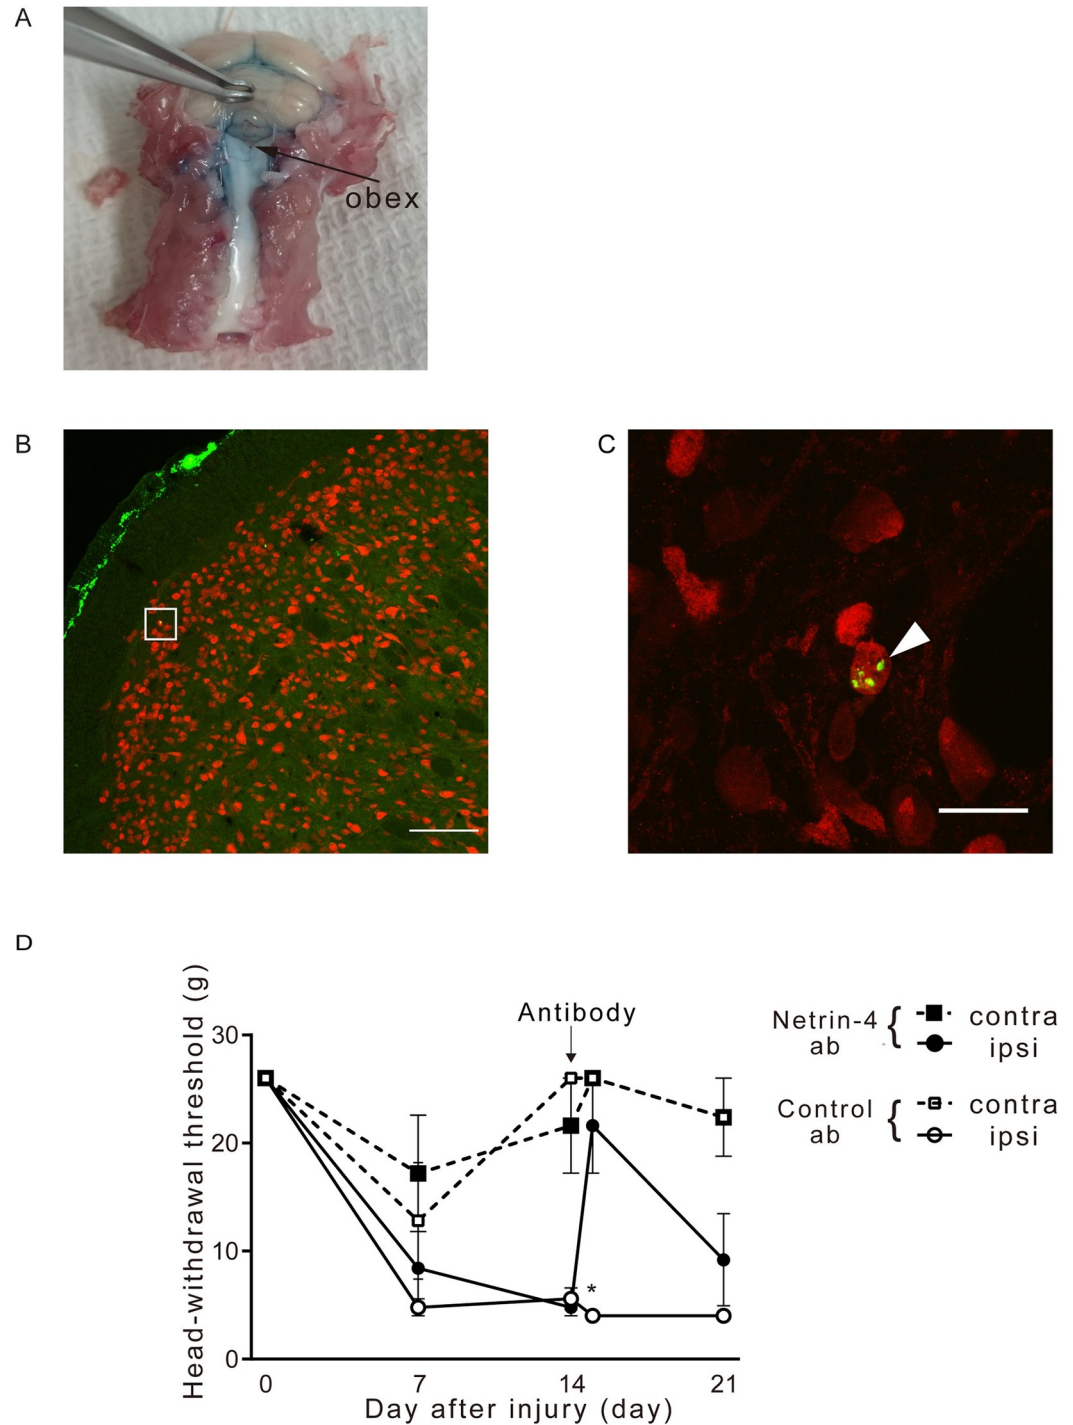 A
obex
B
C
D
Head-withdrawal threshold (g)
30
20
10
0
Antibody
*
0
7
14
21
Day after injury (day)
Netrin-4
ab
{
contra
ipsi
Control
ab
{
contra
ipsi